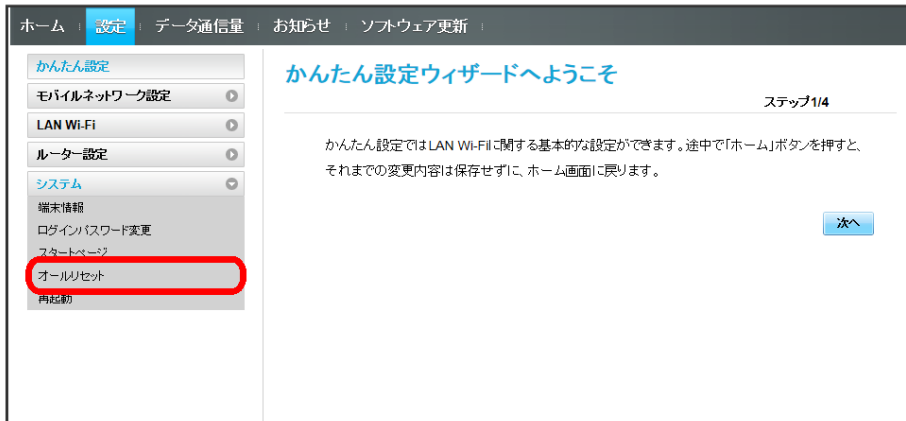 ホーム 設定 データ通信量 お知らせ ソフトウェア更新
かんたん設定
モバイルネットワーク設定
LAN Wi-Fi
ルーター設定
システム
端末情報
ログインパスワード変更
スタートページ
オールリセット
再起動
かんたん設定ウィザードへようこそ
ステップ1/4
かんたん設定ではLAN Wi-Fiに関する基本的な設定ができます。途中で「ホーム」ボタンを押すと、
それまでの変更内容は保存せずに、ホーム画面に戻ります。
次へ